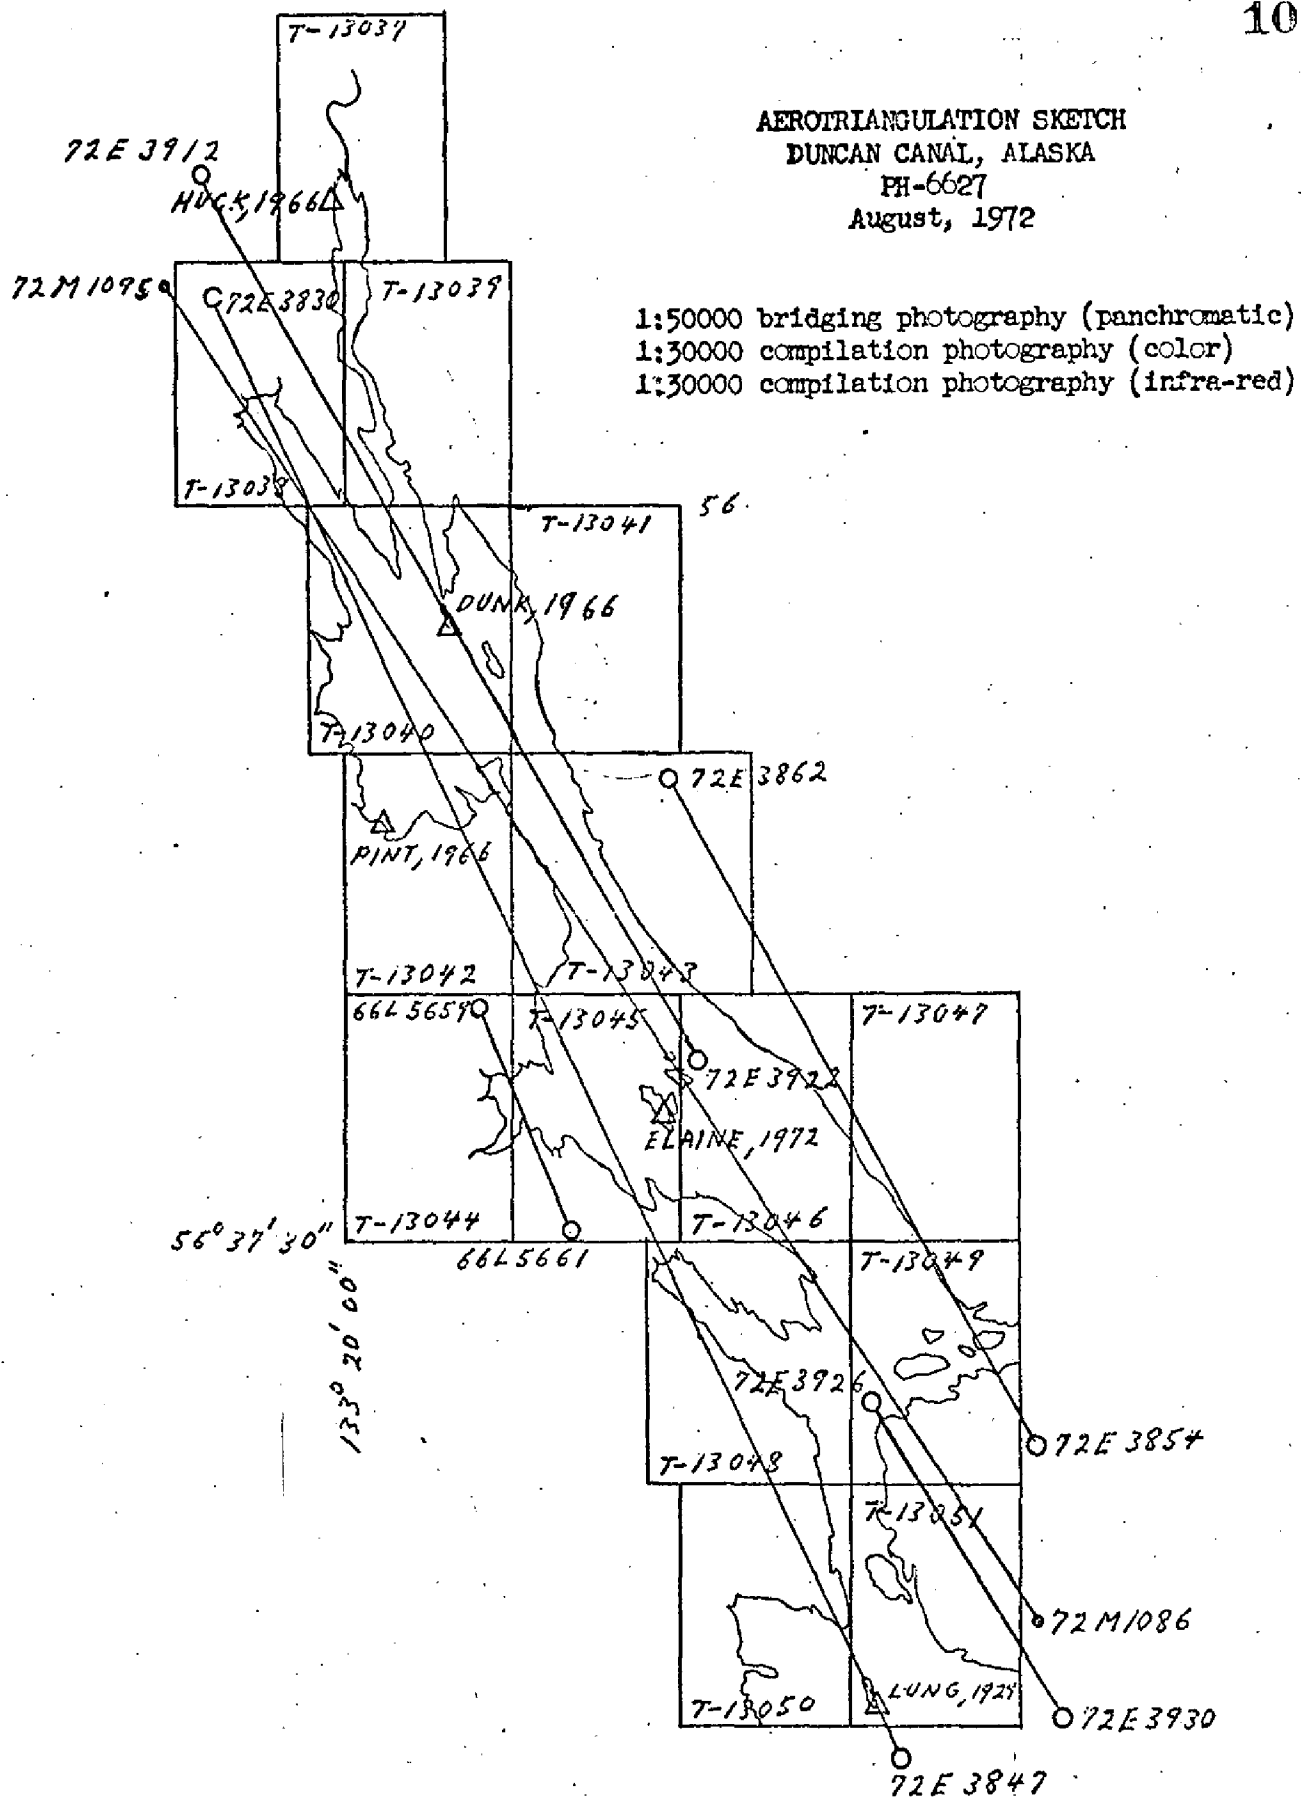 10
T-13037
AEROTRIANGULATION SKETCH
DUNCAN CANAL, ALASKA
PH-6627
August, 1972
72E 3912
HUCK, 1966
72M 1095
72E 3830
T-13039
1:50000 bridging photography (panchromatic)
1:30000 compilation photography (color)
1:30000 compilation photography (infra-red)
T-13038
56
T-13041
DUNK, 1966
T-13040
72E 3862
PINT, 1966
T-13042
T-13043
66L 5659
T-13045
T-13047
72E 3922
ELAINE, 1972
T-13044
T-13046
56° 37' 30"
66L 5661
T-13049
133° 20' 00"
72E 3926
72E 3854
T-13048
T-13051
72M 1086
LUNG, 1929
T-13050
72E 3930
72E 3847